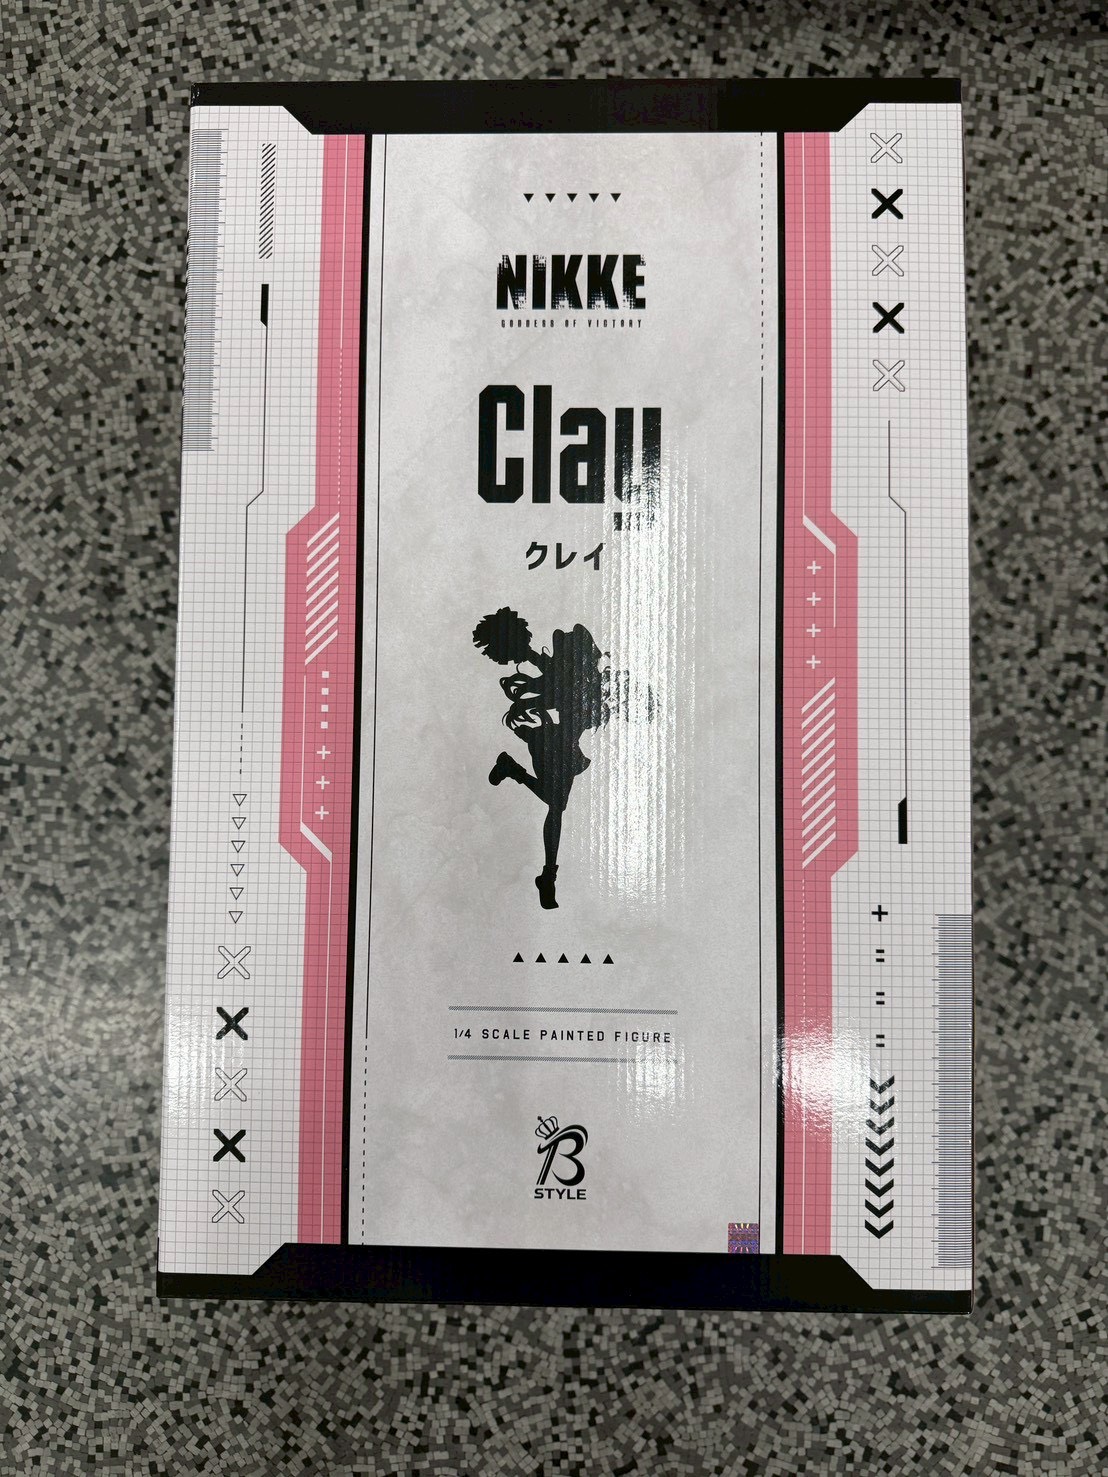 NIKKE
GODDESS OF VICTORY
Clay
クレイ
1/4 SCALE PAINTED FIGURE
B
STYLE